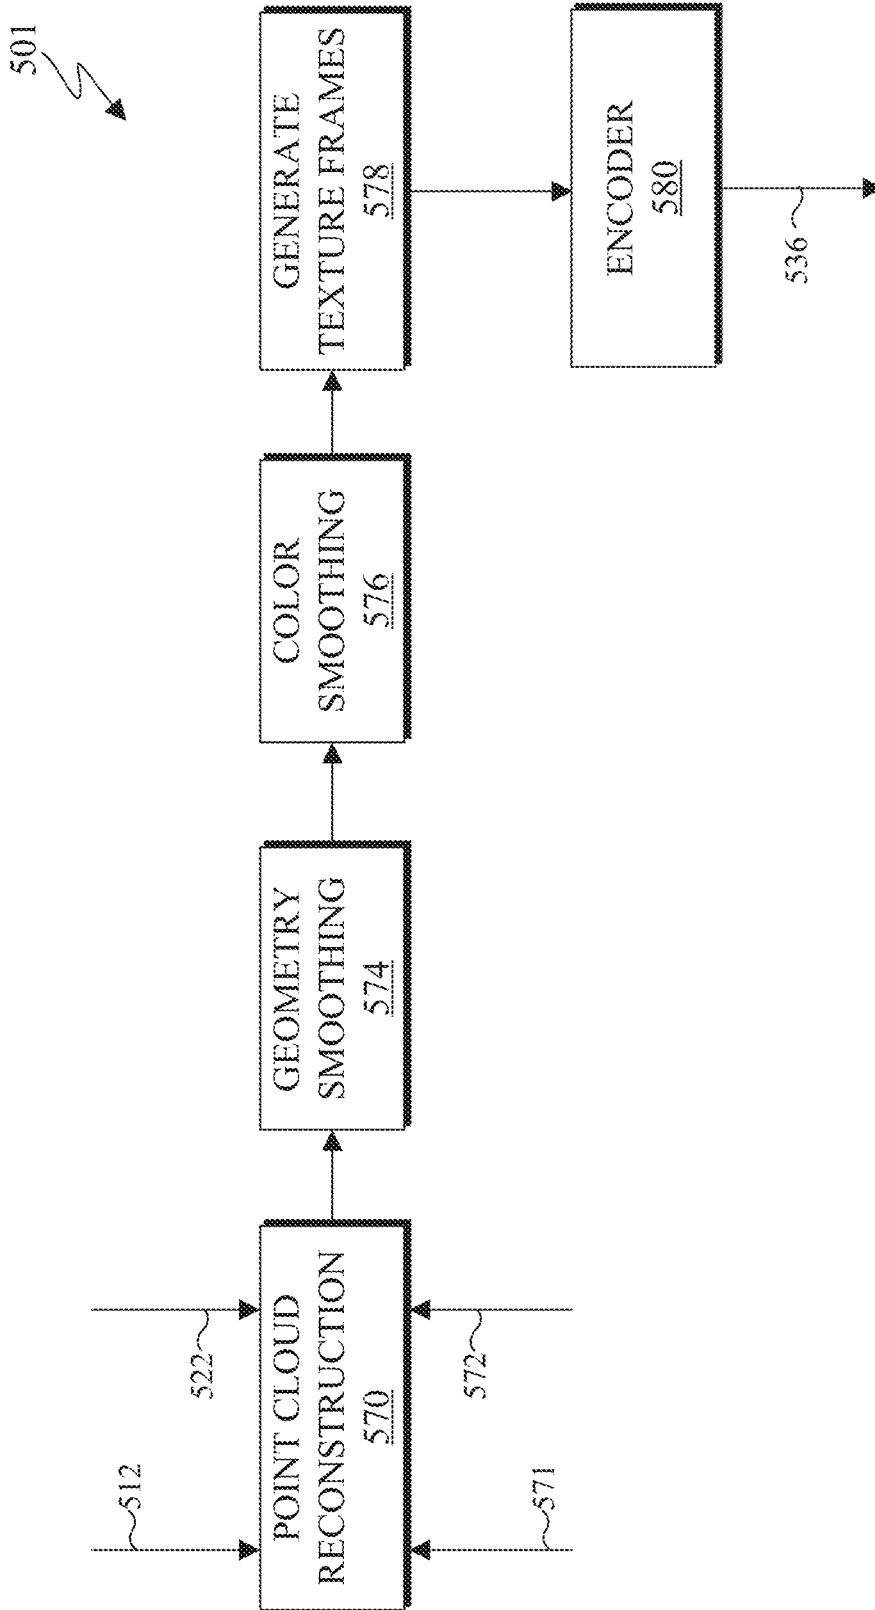 501
512
522
POINT CLOUD
RECONSTRUCTION
570
571
572
GEOMETRY
SMOOTHING
574
COLOR
SMOOTHING
576
GENERATE
TEXTURE FRAMES
578
ENCODER
580
536